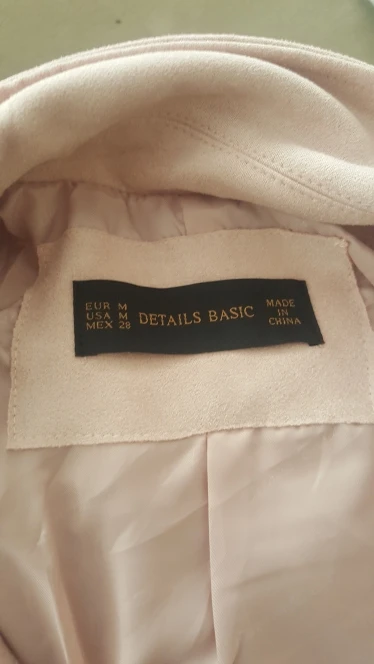 EUR M
USA M
MEX 28
DETAILS BASIC
MADE
IN
CHINA